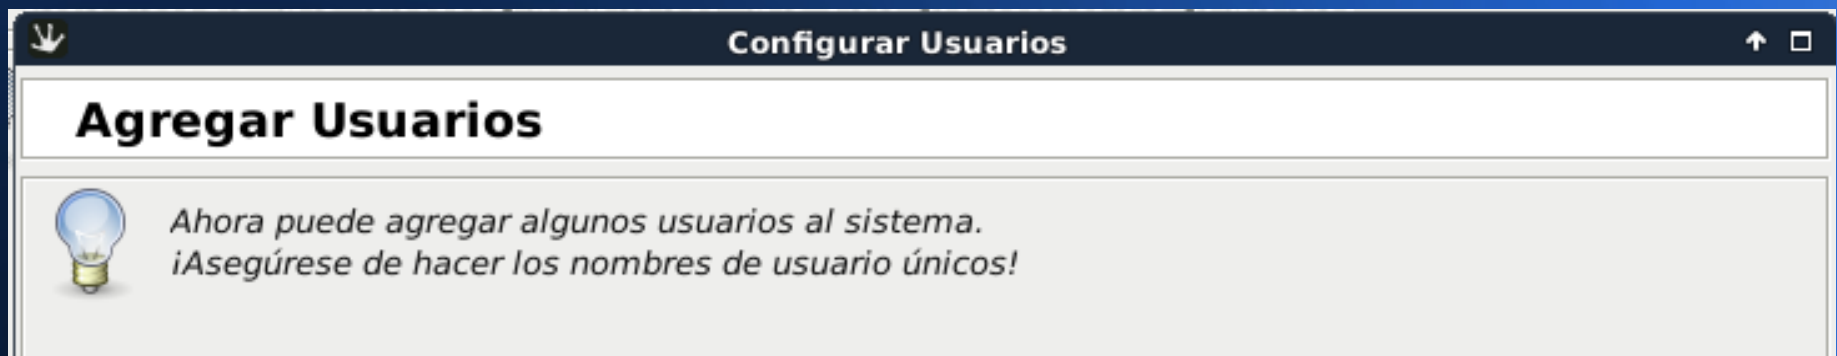 Configurar Usuarios
Agregar Usuarios
Ahora puede agregar algunos usuarios al sistema.
¡Asegúrese de hacer los nombres de usuario únicos!